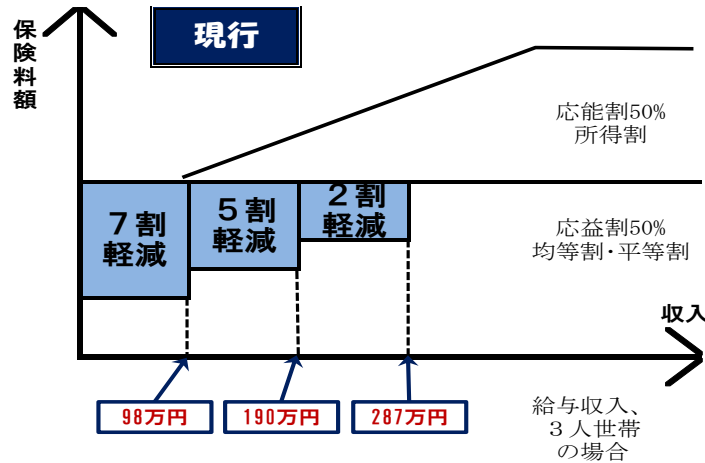 現行
保険料額
応能割50%
所得割
7割
軽減
5割
軽減
2割
軽減
応益割50%
均等割・平等割
収入
98万円
190万円
287万円
給与収入、
3人世帯
の場合